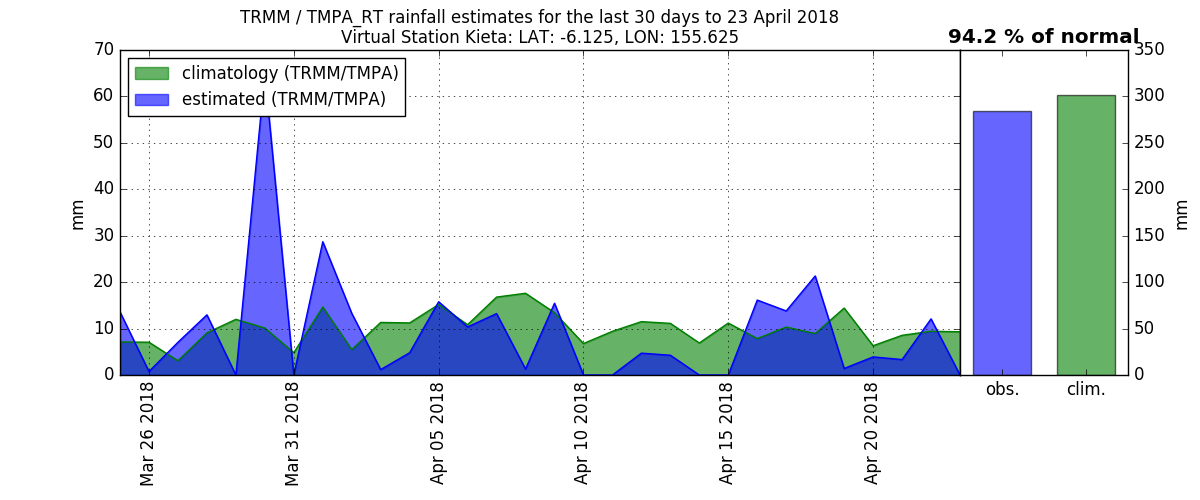 TRMM / TMPA_RT rainfall estimates for the last 30 days to 23 April 2018
Virtual Station Kieta: LAT: -6.125, LON: 155.625
94.2 % of normal
climatology (TRMM/TMPA)
estimated (TRMM/TMPA)
mm
70
60
50
40
30
20
10
0
Mar 26 2018
Mar 31 2018
Apr 05 2018
Apr 10 2018
Apr 15 2018
Apr 20 2018
obs.
clim.
350
300
250
200
150
100
50
0
mm